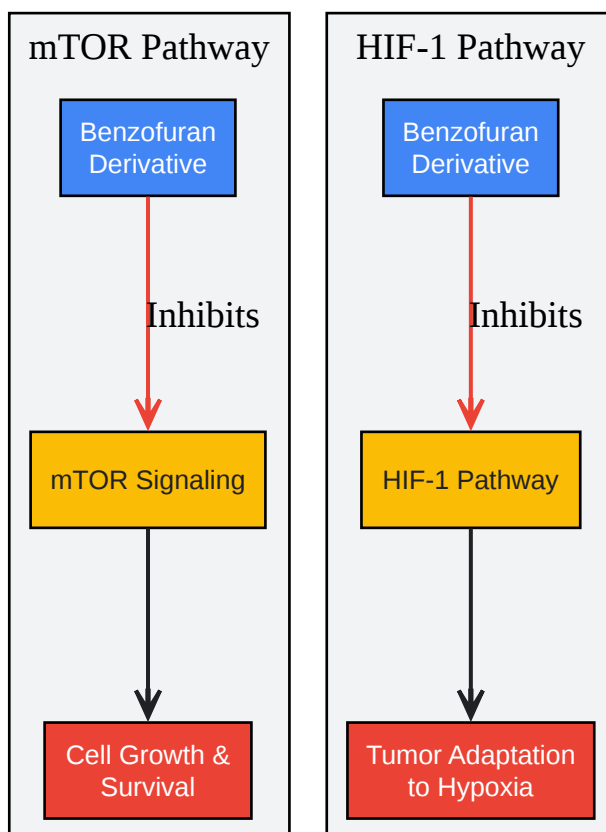 mTOR Pathway
Benzofuran
Derivative
Inhibits
mTOR Signaling
Cell Growth &
Survival
HIF-1 Pathway
Benzofuran
Derivative
Inhibits
HIF-1 Pathway
Tumor Adaptation
to Hypoxia